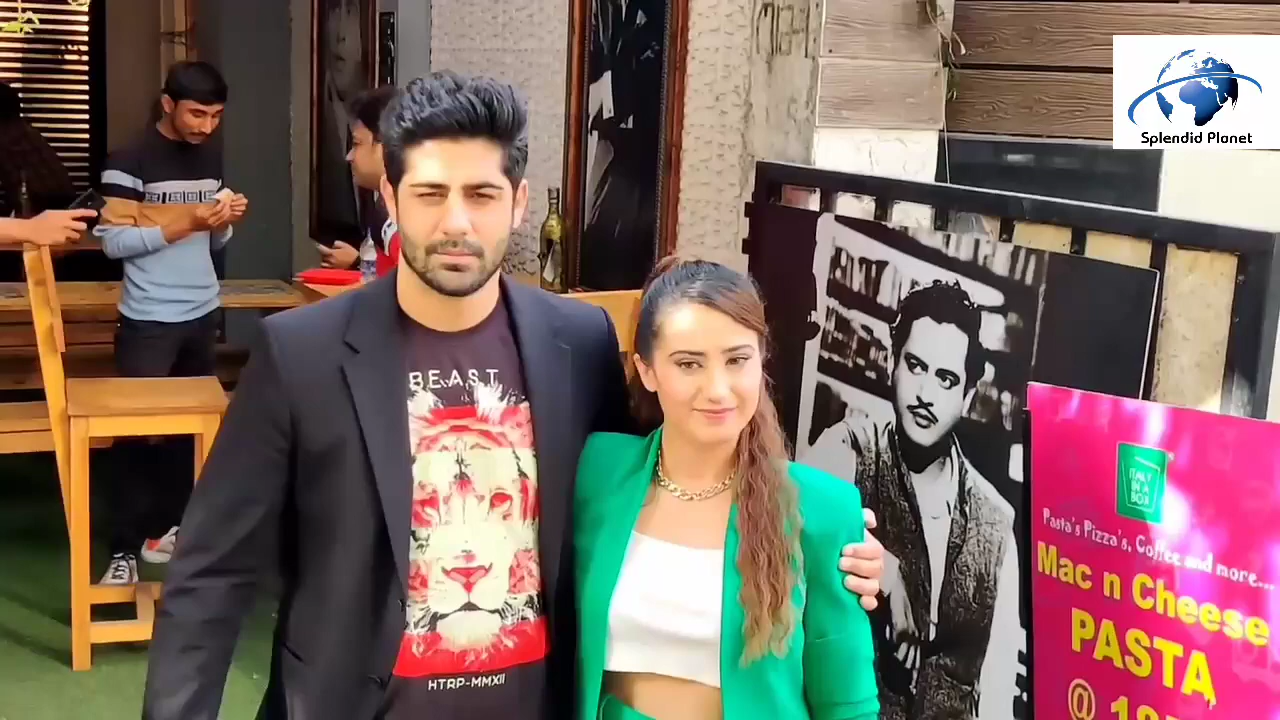 Splendid Planet
BEAST
HTRP-MMXII
ITALY
IN A
BOX
Pasta's Pizza's, Coffee and more...
Mac n Cheese
PASTA
@